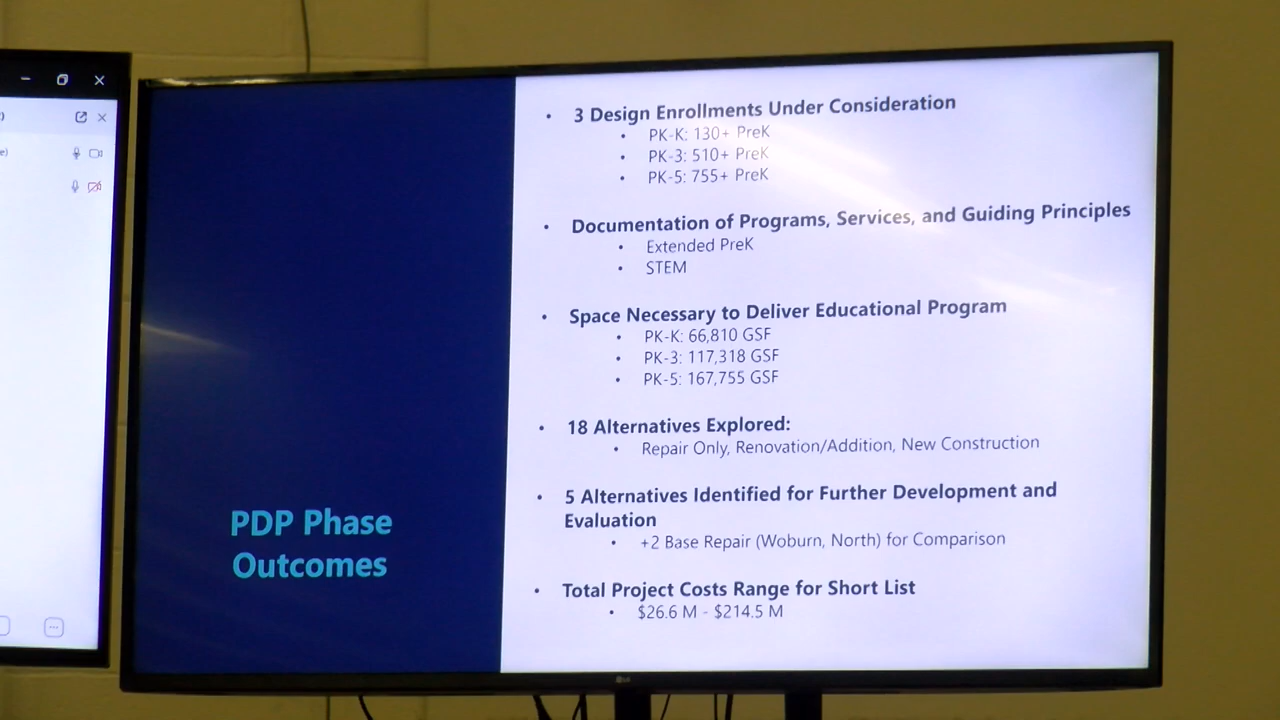 PDP Phase
Outcomes
• 3 Design Enrollments Under Consideration
• PK-K: 130+ PreK
• PK-3: 510+ PreK
• PK-5: 755+ PreK
• Documentation of Programs, Services, and Guiding Principles
• Extended PreK
• STEM
• Space Necessary to Deliver Educational Program
• PK-K: 66,810 GSF
• PK-3: 117,318 GSF
• PK-5: 167,755 GSF
• 18 Alternatives Explored:
• Repair Only, Renovation/Addition, New Construction
• 5 Alternatives Identified for Further Development and
Evaluation
• +2 Base Repair (Woburn, North) for Comparison
• Total Project Costs Range for Short List
• $26.6 M - $214.5 M